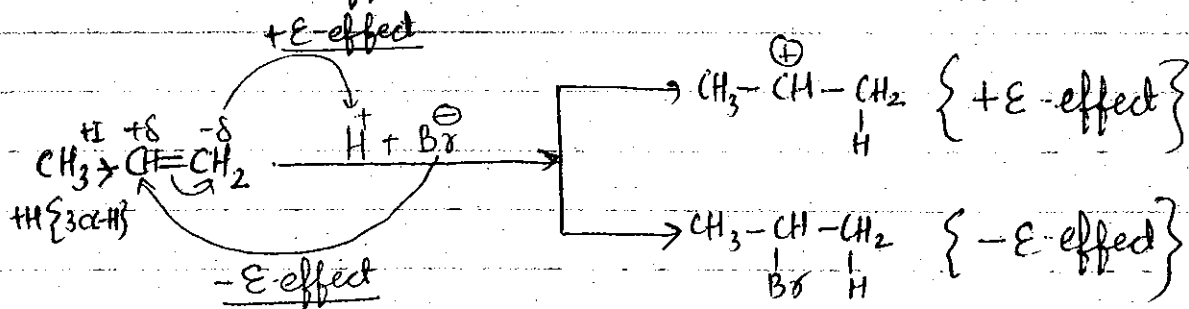 +E-effect
⊕
CH₃-CH-CH₂ {+E-effect}
H
+I +δ -δ H⁺ + Br⊖
CH₃→CH=CH₂
+H{3α-H}
CH₃-CH-CH₂ {-E-effect}
Br H
-E-effect